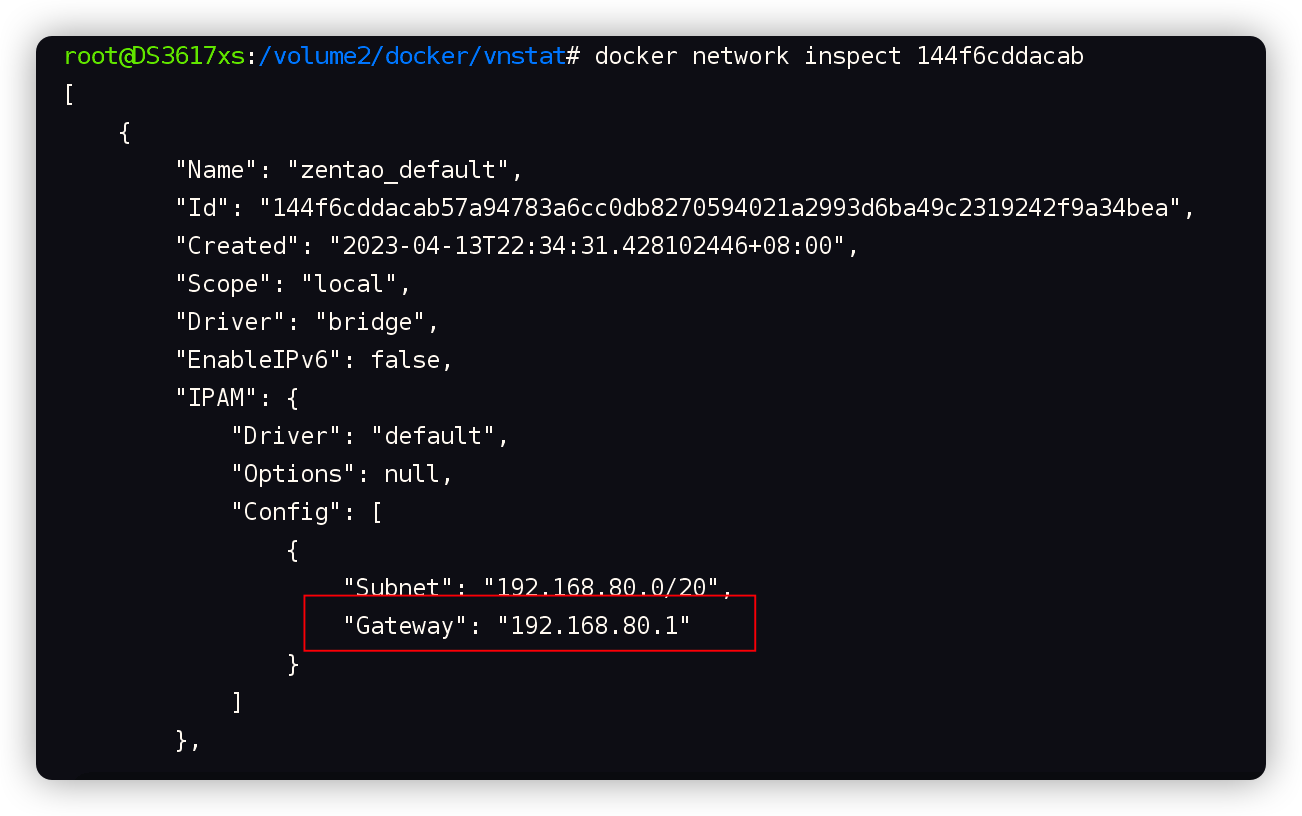 root@DS3617xs:/volume2/docker/vnstat# docker network inspect 144f6cddacab
[
    {
        "Name": "zentao_default",
        "Id": "144f6cddacab57a94783a6cc0db8270594021a2993d6ba49c2319242f9a34bea",
        "Created": "2023-04-13T22:34:31.428102446+08:00",
        "Scope": "local",
        "Driver": "bridge",
        "EnableIPv6": false,
        "IPAM": {
            "Driver": "default",
            "Options": null,
            "Config": [
                {
                    "Subnet": "192.168.80.0/20",
                    "Gateway": "192.168.80.1"
                }
            ]
        },